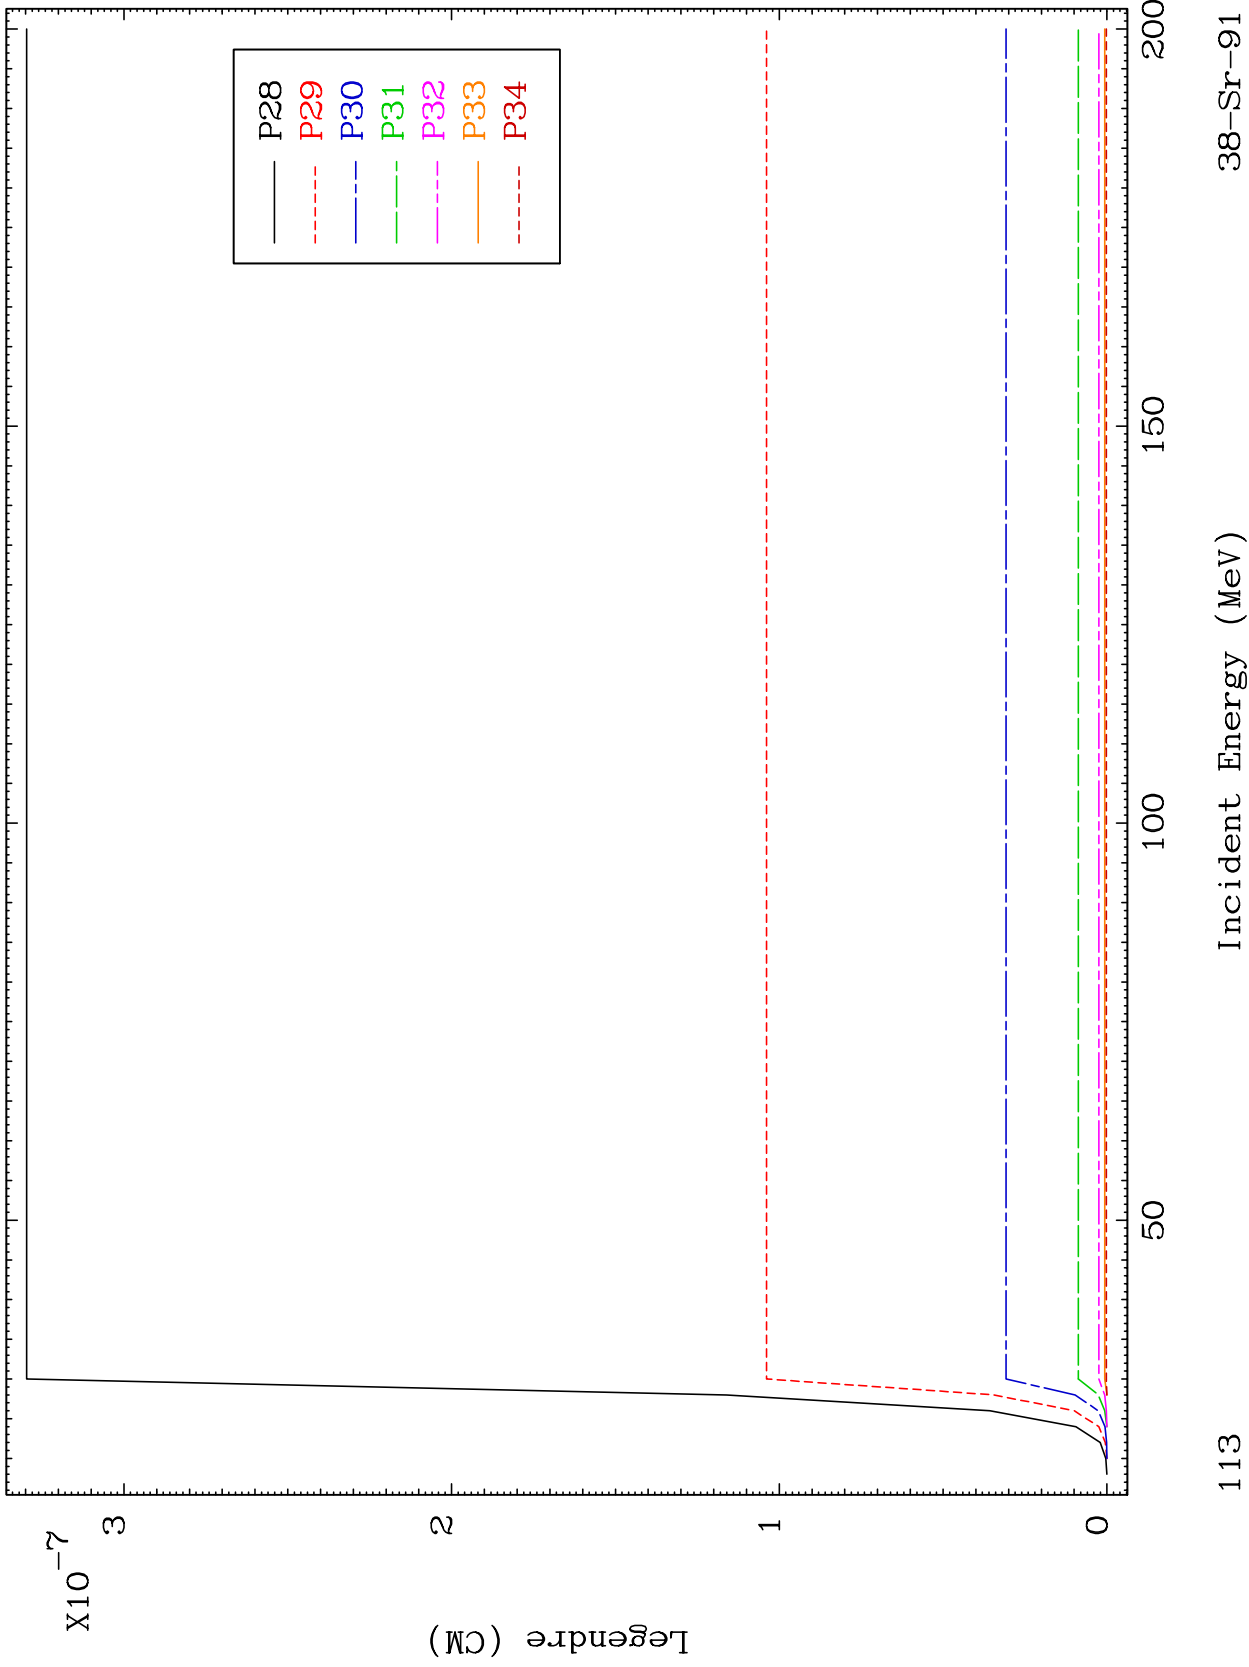 X10-7
3
2
1
0
Legendre (CM)
P28
P29
P30
P31
P32
P33
P34
50
100
150
200
Incident Energy (MeV)
113
38-Sr-91